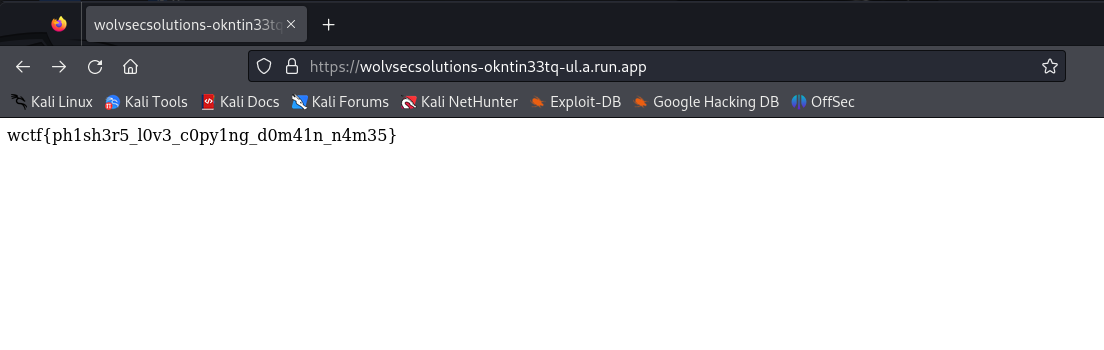 wolvsecsolutions-okntin33tq
https://wolvsecsolutions-okntin33tq-ul.a.run.app
Kali Linux Kali Tools Kali Docs Kali Forums Kali NetHunter Exploit-DB Google Hacking DB OffSec
wctf{ph1sh3r5_l0v3_c0py1ng_d0m41n_n4m35}